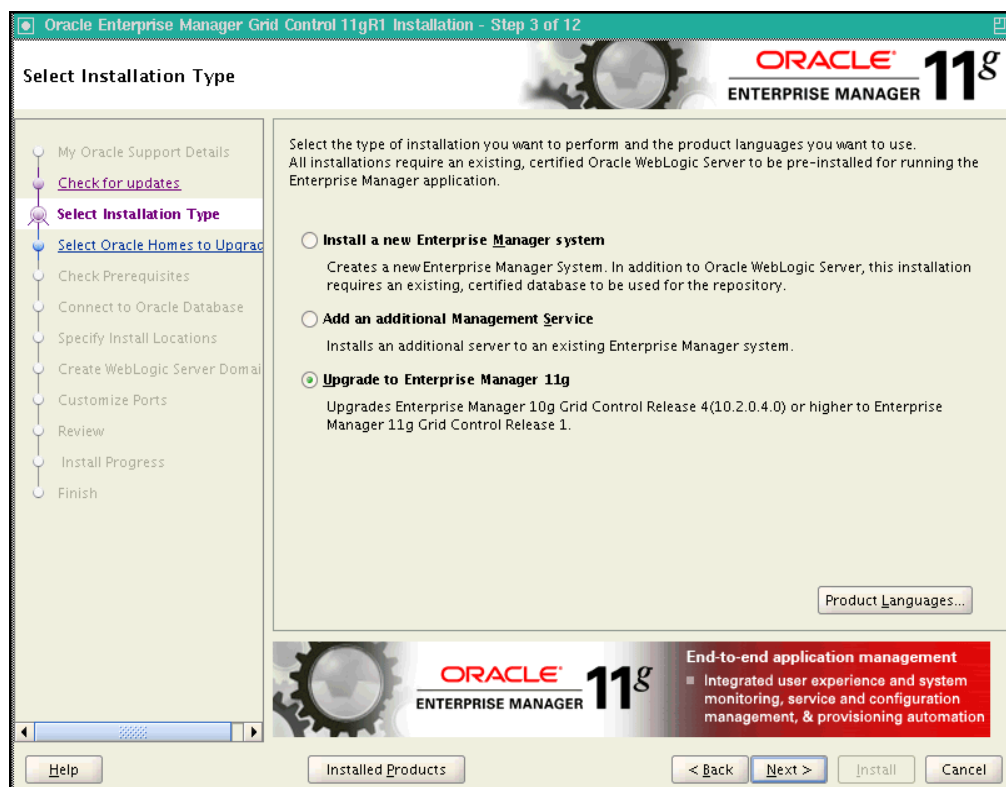 Oracle Enterprise Manager Grid Control 11gR1 Installation - Step 3 of 12
Select Installation Type
ORACLE
ENTERPRISE MANAGER
11g
My Oracle Support Details
Check for updates
Select Installation Type
Select Oracle Homes to Upgrad
Check Prerequisites
Connect to Oracle Database
Specify Install Locations
Create WebLogic Server Domai
Customize Ports
Review
Install Progress
Finish
Select the type of installation you want to perform and the product languages you want to use.
All installations require an existing, certified Oracle WebLogic Server to be pre-installed for running the
Enterprise Manager application.
Install a new Enterprise Manager system
Creates a new Enterprise Manager System. In addition to Oracle WebLogic Server, this installation
requires an existing, certified database to be used for the repository.
Add an additional Management Service
Installs an additional server to an existing Enterprise Manager system.
Upgrade to Enterprise Manager 11g
Upgrades Enterprise Manager 10g Grid Control Release 4(10.2.0.4.0) or higher to Enterprise
Manager 11g Grid Control Release 1.
Product Languages...
ORACLE
ENTERPRISE MANAGER
11g
End-to-end application management
Integrated user experience and system
monitoring, service and configuration
management, & provisioning automation
Help
Installed Products
< Back
Next >
Install
Cancel